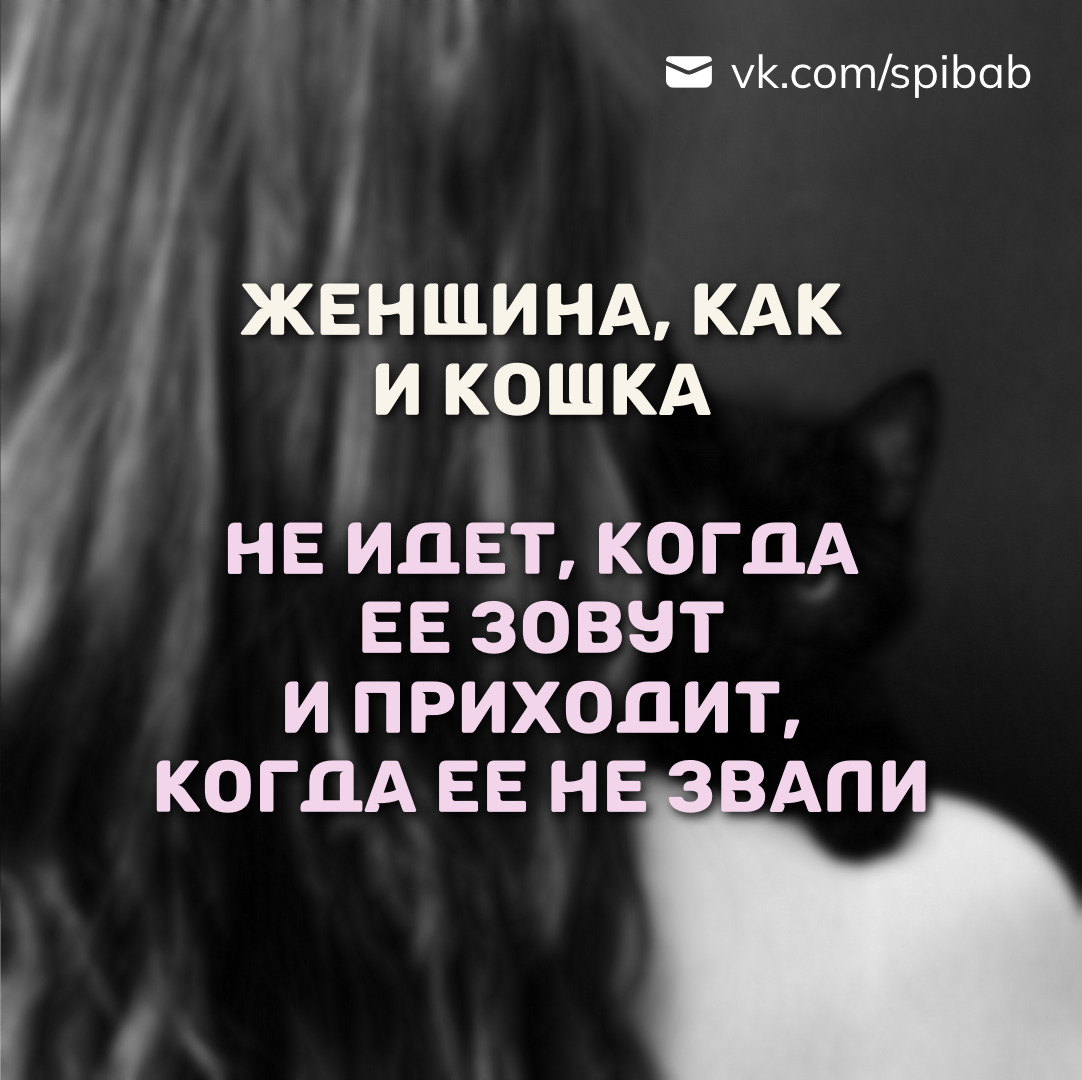 vk.com/spibab
ЖЕНЩИНА, КАК
И КОШКА
НЕ ИДЕТ, КОГДА
ЕЕ ЗОВУТ
И ПРИХОДИТ,
КОГДА ЕЕ НЕ ЗВАЛИ